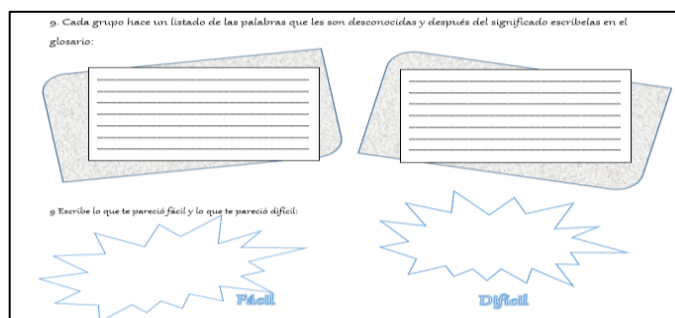 9. Cada grupo hace un listado de las palabras que les son desconocidas y después del significado escríbelas en el
glosario:
9 Escribe lo que te pareció fácil y lo que te pareció difícil:
Fácil
Difícil